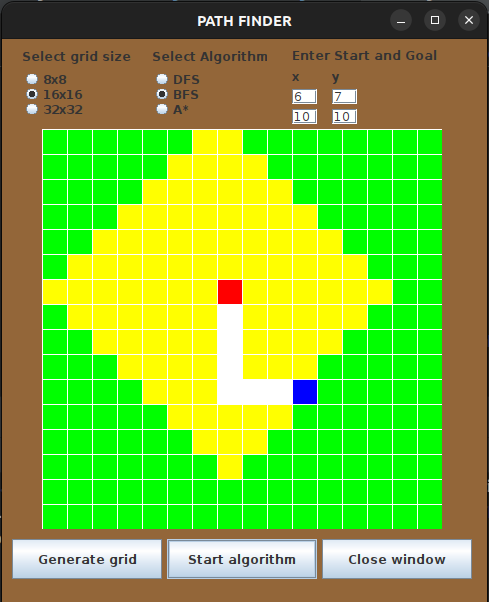 PATH FINDER
Select grid size
Select Algorithm
Enter Start and Goal
x y
8x8
DFS
16x16
BFS
6 7
32x32
A*
10 10
Generate grid
Start algorithm
Close window